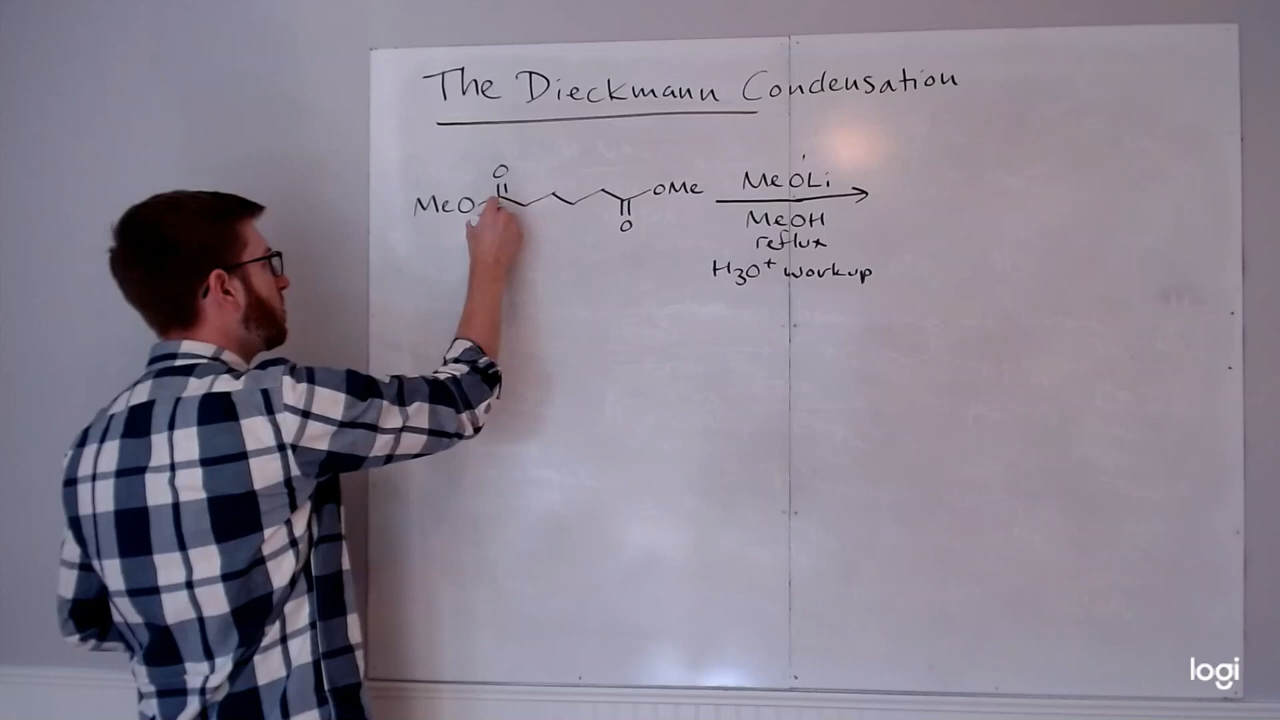 The Dieckmann Condensation
O
MeO
OMe
O
MeOLi
MeOH
reflux
H3O+ workup
logi